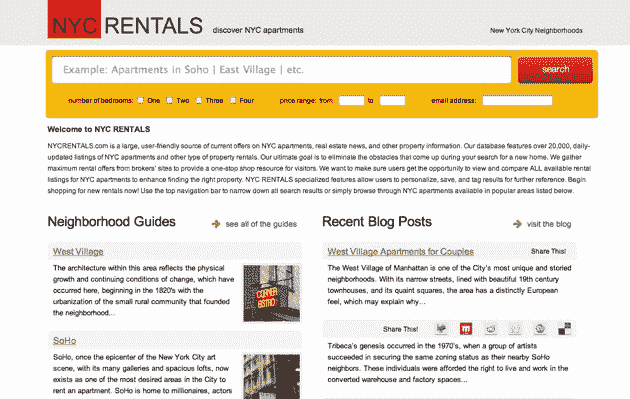 NYC RENTALS discover NYC apartments
New York City Neighborhoods
Example: Apartments in Soho | East Village | etc.
search
number of bedrooms: One Two Three Four price range: from to email address:
Welcome to NYC RENTALS
NYCRENTALS.com is a large, user-friendly source of current offers on NYC apartments, real estate news, and other property information. Our database features over 20,000, daily-
updated listings of NYC apartments and other type of property rentals. Our ultimate goal is to eliminate the obstacles that come up during your search for a new home. We gather
maximum rental offers from brokers' sites to provide a one-stop shop resource for visitors. We want to make sure users get the opportunity to view and compare ALL available rental
listings for NYC apartments to enhance finding the right property. NYC RENTALS specialized features allow users to personalize, save, and tag results for further reference. Begin
shopping for new rentals now! Use the top navigation bar to narrow down all search results or simply browse through NYC apartments available in popular areas listed below.
Neighborhood Guides
see all of the guides
West Village
The architecture within this area reflects the physical
growth and continuing conditions of change, which have
occurred here, beginning in the 1820's with the
urbanization of the small rural community that founded
the neighborhood...
CORNER
BISTRO
SoHo
SoHo, once the epicenter of the New York City art
scene, with its many galleries and spacious lofts, now
exists as one of the most desired areas in the City to
rent an apartment. SoHo is home to millionaires, actors
Recent Blog Posts
visit the blog
West Village Apartments for Couples
Share This!
The West Village of Manhattan is one of the City's most unique and storied
neighborhoods. With its narrow streets, lined with beautiful 19th century
townhouses, and its quaint squares, the area has a distinctly European
feel, which may explain why...
Share This!
Tribeca's genesis occurred in the 1970's, when a group of artists
succeeded in securing the same zoning status as their nearby SoHo
neighbors. These individuals were afforded the right to live and work in the
converted warehouse and factory spaces...